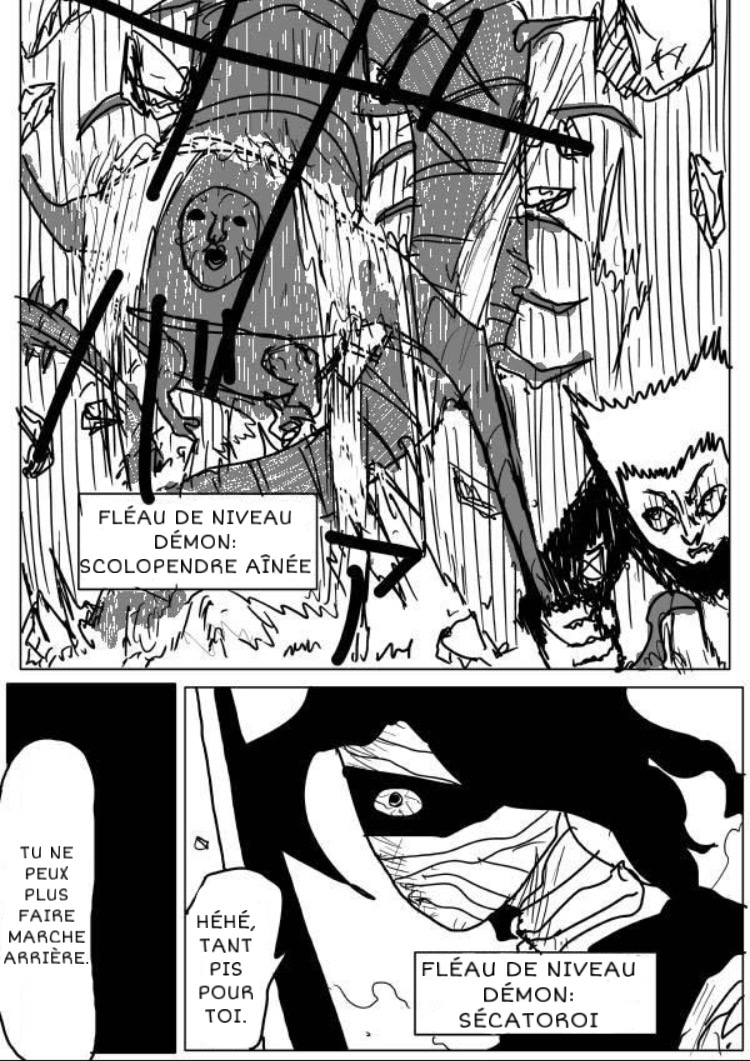 FLÉAU DE NIVEAU
DÉMON:
SCOLOPENDRE AÎNÉE
TU NE
PEUX
PLUS
FAIRE
MARCHE
ARRIÈRE.
HÉHÉ,
TANT
PIS
POUR
TOI.
FLÉAU DE NIVEAU
DÉMON:
SÉCATOROI